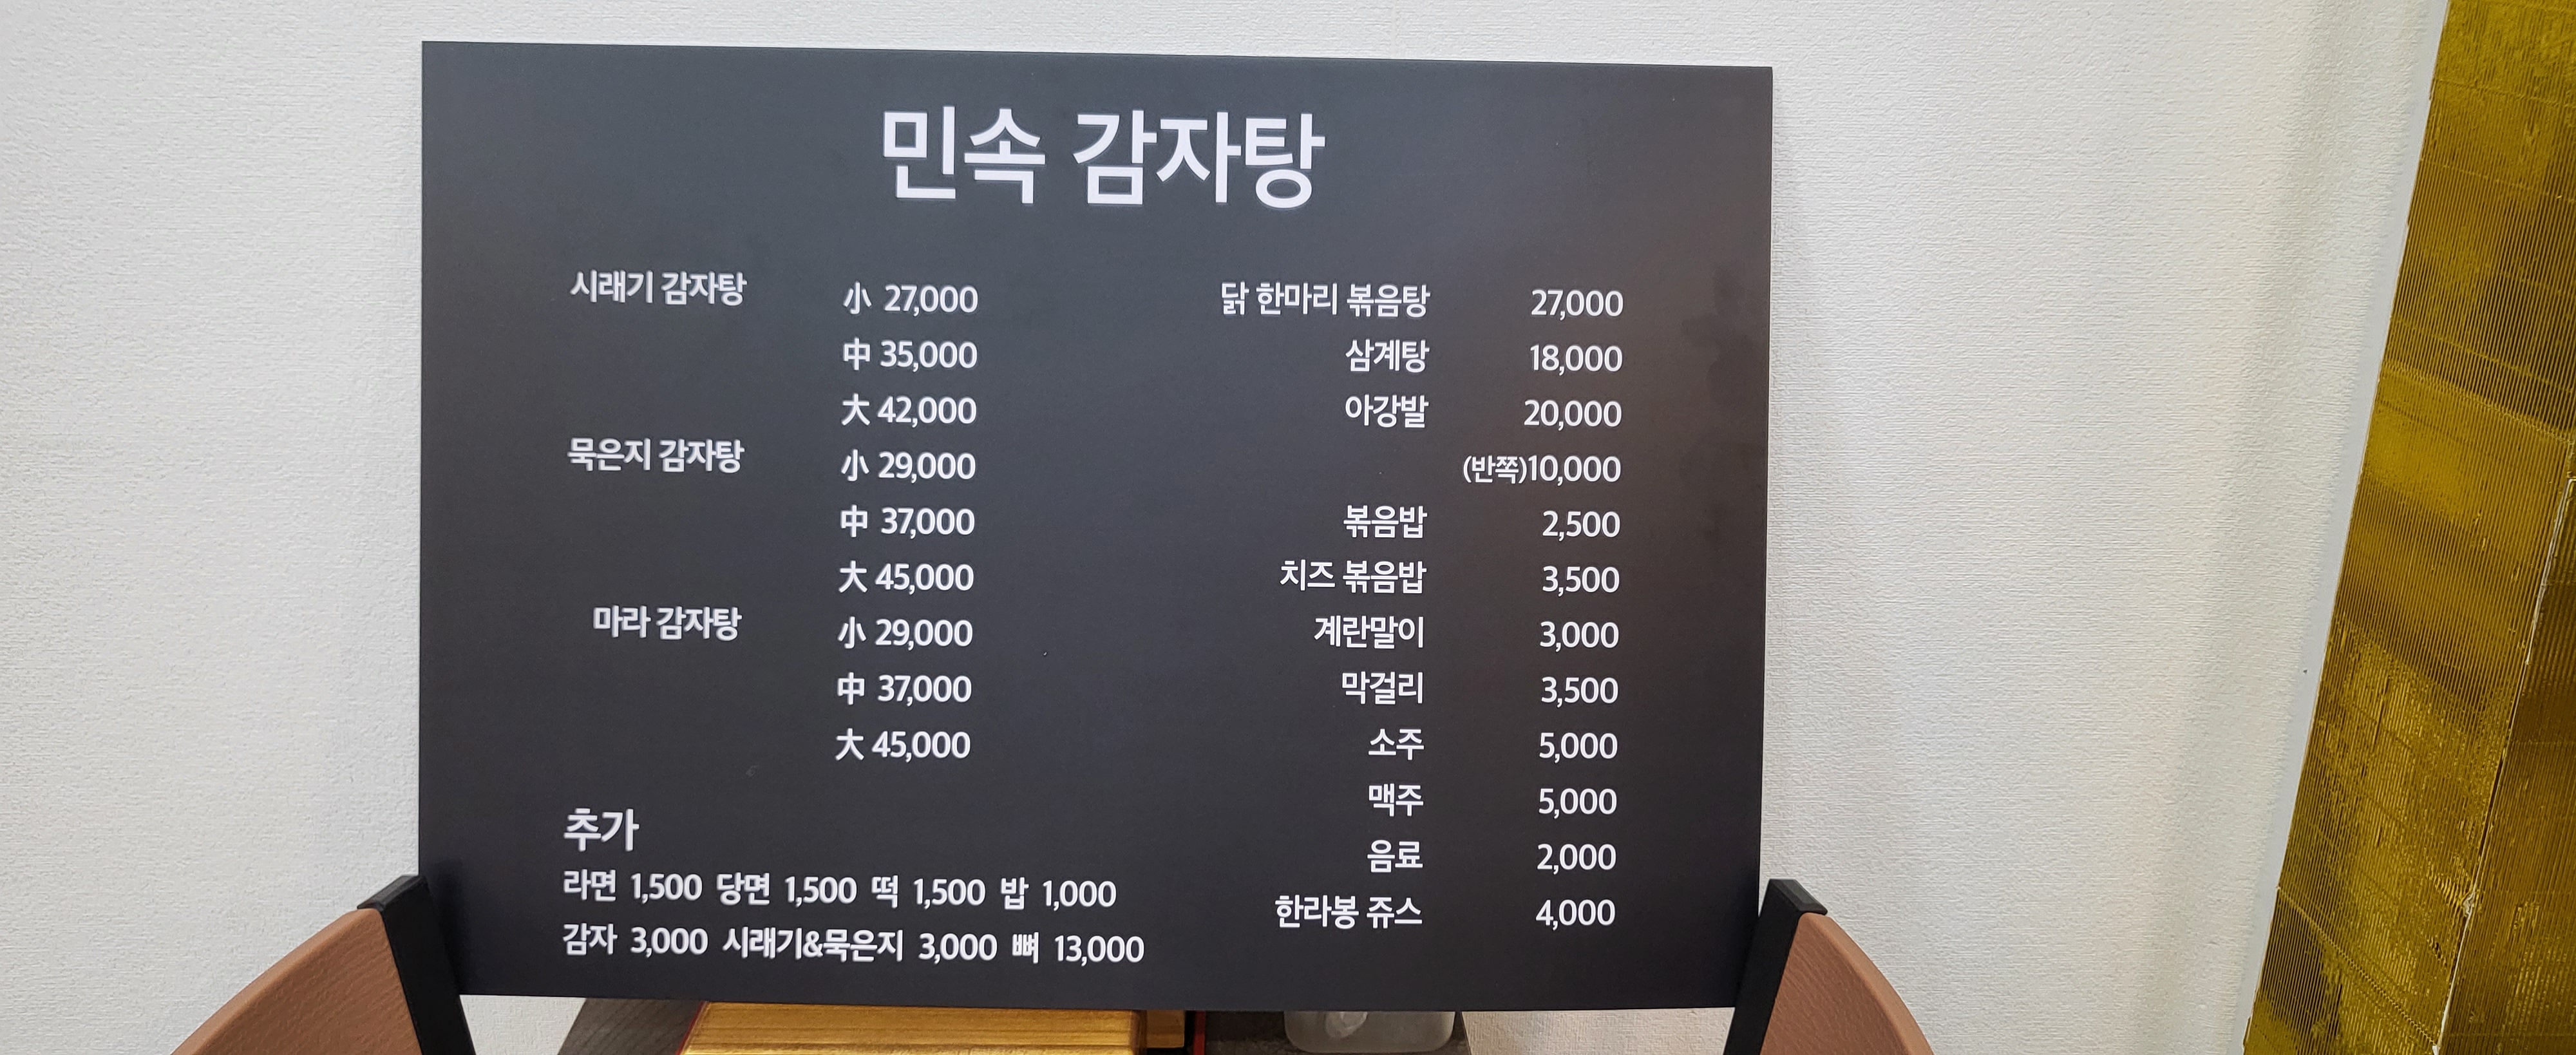 민속 감자탕
시래기 감자탕 小 27,000
中 35,000
大 42,000
묵은지 감자탕 小 29,000
中 37,000
大 45,000
마라 감자탕 小 29,000
中 37,000
大 45,000
추가
라면 1,500 당면 1,500 떡 1,500 밥 1,000
감자 3,000 시래기&묵은지 3,000 뼈 13,000
닭 한마리 볶음탕 27,000
삼계탕 18,000
아강발 20,000
(반쪽)10,000
볶음밥 2,500
치즈 볶음밥 3,500
계란말이 3,000
막걸리 3,500
소주 5,000
맥주 5,000
음료 2,000
한라봉 쥬스 4,000